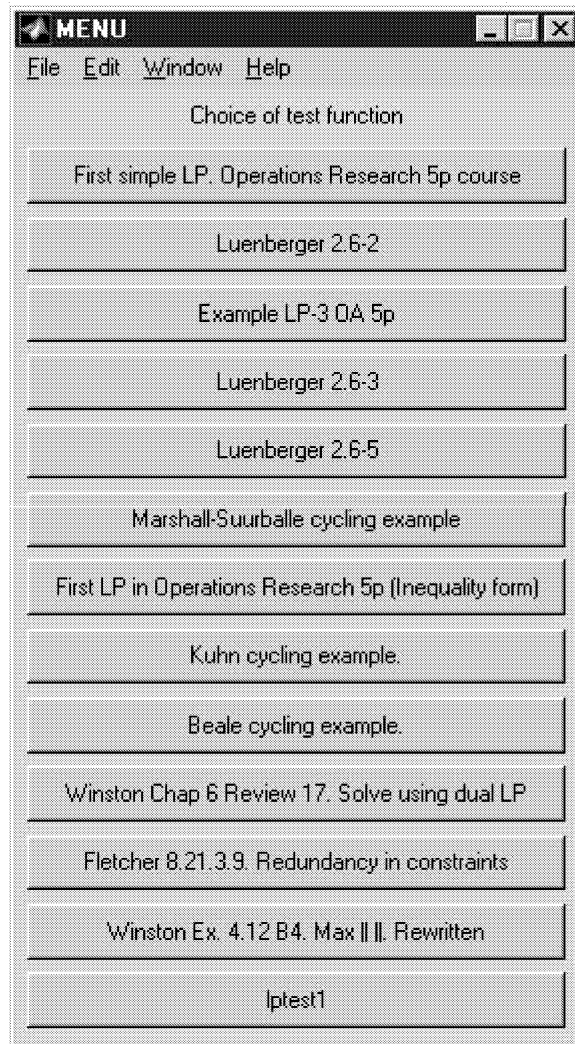 MENU
File Edit Window Help
Choice of test function
First simple LP. Operations Research 5p course
Luenberger 2.6-2
Example LP-3 OA 5p
Luenberger 2.6-3
Luenberger 2.6-5
Marshall-Suurballe cycling example
First LP in Operations Research 5p (Inequality form)
Kuhn cycling example.
Beale cycling example.
Winston Chap 6 Review 17. Solve using dual LP
Fletcher 8.21.3.9. Redundancy in constraints
Winston Ex. 4.12 B4. Max || ||. Rewritten
lptest1